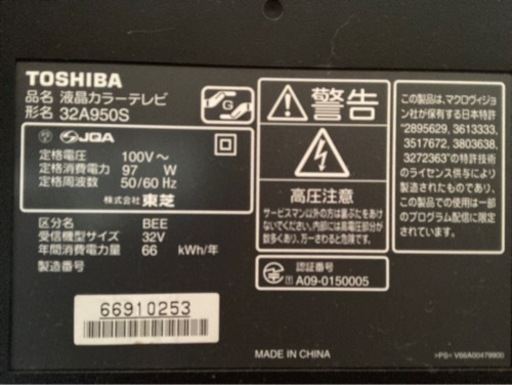 TOSHIBA
品名 液晶カラーテレビ
形名 32A950S
JQA
定格電圧 100V～
定格消費電力 97 W
定格周波数 50/60 Hz
株式会社 東芝
区分名 BEE
受信機型サイズ 32V
年間消費電力量 66 kWh/年
製造番号
66910253
G
警告
高圧注意
サービスマン以外の方は裏ぶたをあけ
ないでください。内部には高電圧部分が
数多くあり、万一さわると危険です。
認証番号
A09-0150005
MADE IN CHINA
この製品は、マクロヴィジョ
ン社が保有する日本特許
"2895629, 3613333,
3517672, 3803638,
3272363"の特許技術
のライセンス供与により
製造されております。
この製品での使用は一部
のプログラム配信に限定さ
れています。
>PS< V66A00479900